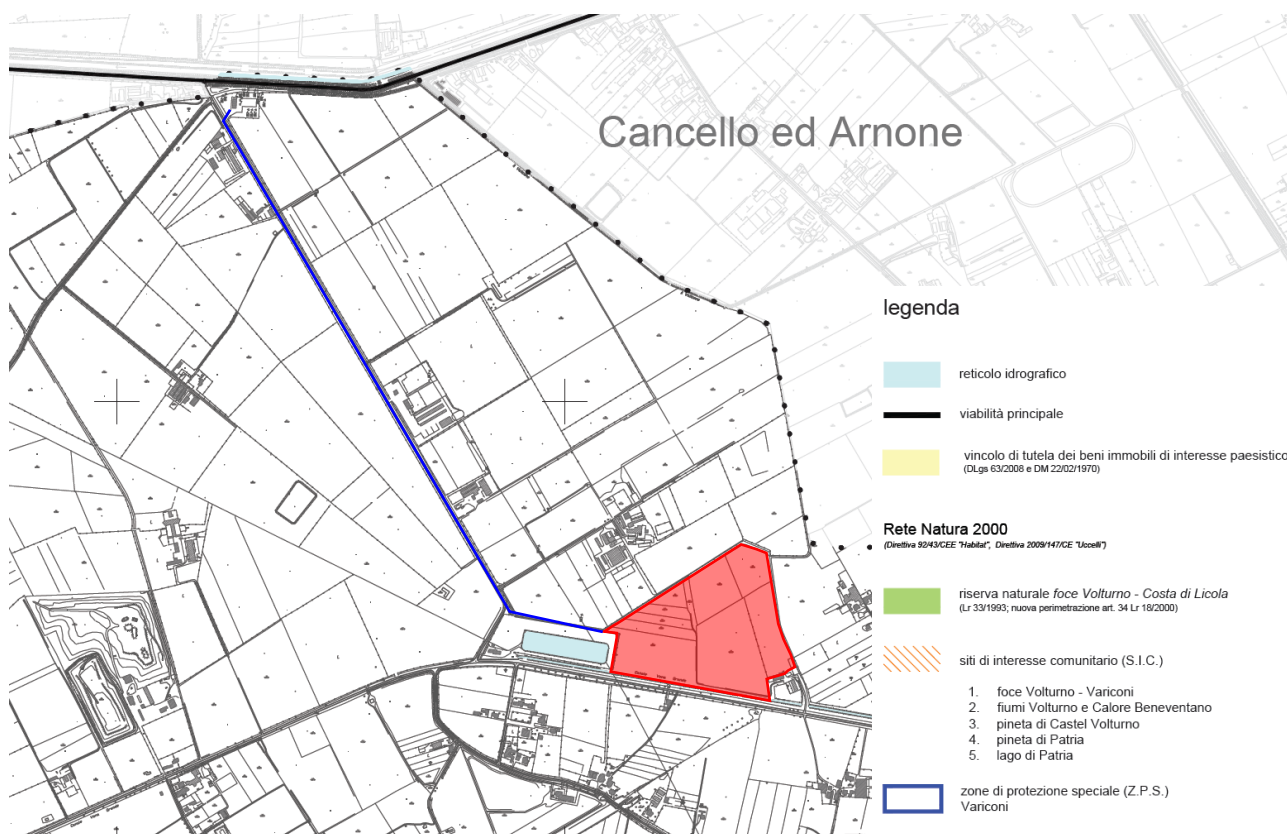 Cancello ed Arnone
legenda
reticolo idrografico
viabilità principale
vincolo di tutela dei beni immobili di interesse paesistico
(DLgs 63/2008 e DM 22/02/1970)
Rete Natura 2000
(Direttiva 92/43/CEE "Habitat", Direttiva 2009/147/CE "Uccelli")
riserva naturale foce Volturno - Costa di Licola
(Lr 33/1993; nuova perimetrazione art. 34 Lr 18/2000)
siti di interesse comunitario (S.I.C.)
1. foce Volturno - Variconi
2. fiumi Volturno e Calore Beneventano
3. pineta di Castel Volturno
4. pineta di Patria
5. lago di Patria
zone di protezione speciale (Z.P.S.)
Variconi